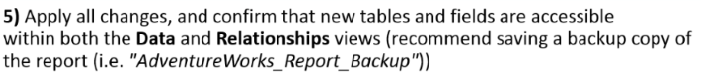 5) Apply all changes, and confirm that new tables and fields are accessible
within both the Data and Relationships views (recommend saving a backup copy of
the report (i.e. "AdventureWorks_Report_Backup"))